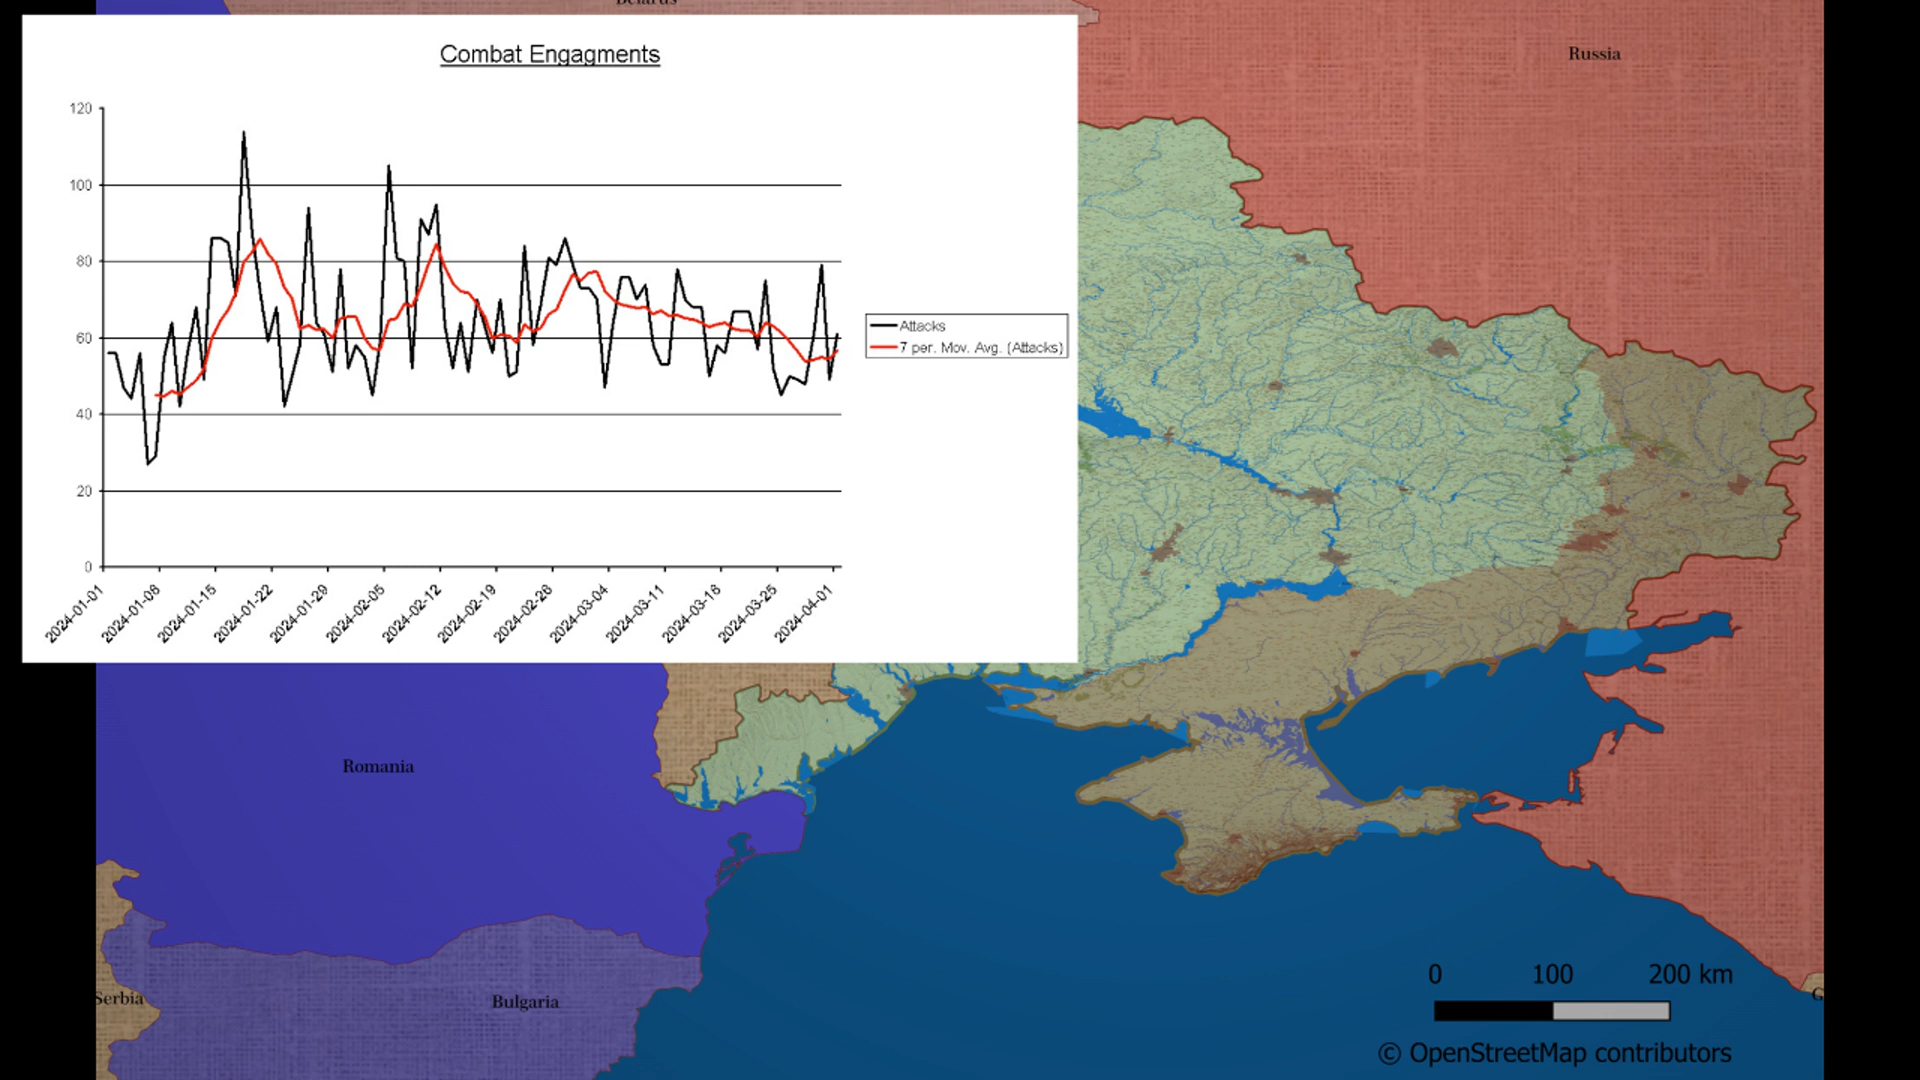 Belarus
Combat Engagments
120
100
80
60
40
20
0
2024-01-01
2024-01-08
2024-01-15
2024-01-22
2024-01-29
2024-02-05
2024-02-12
2024-02-19
2024-02-26
2024-03-04
2024-03-11
2024-03-18
2024-03-25
2024-04-01
Attacks
7 per. Mov. Avg. (Attacks)
Russia
Romania
Serbia
Bulgaria
G
0 100 200 km
© OpenStreetMap contributors